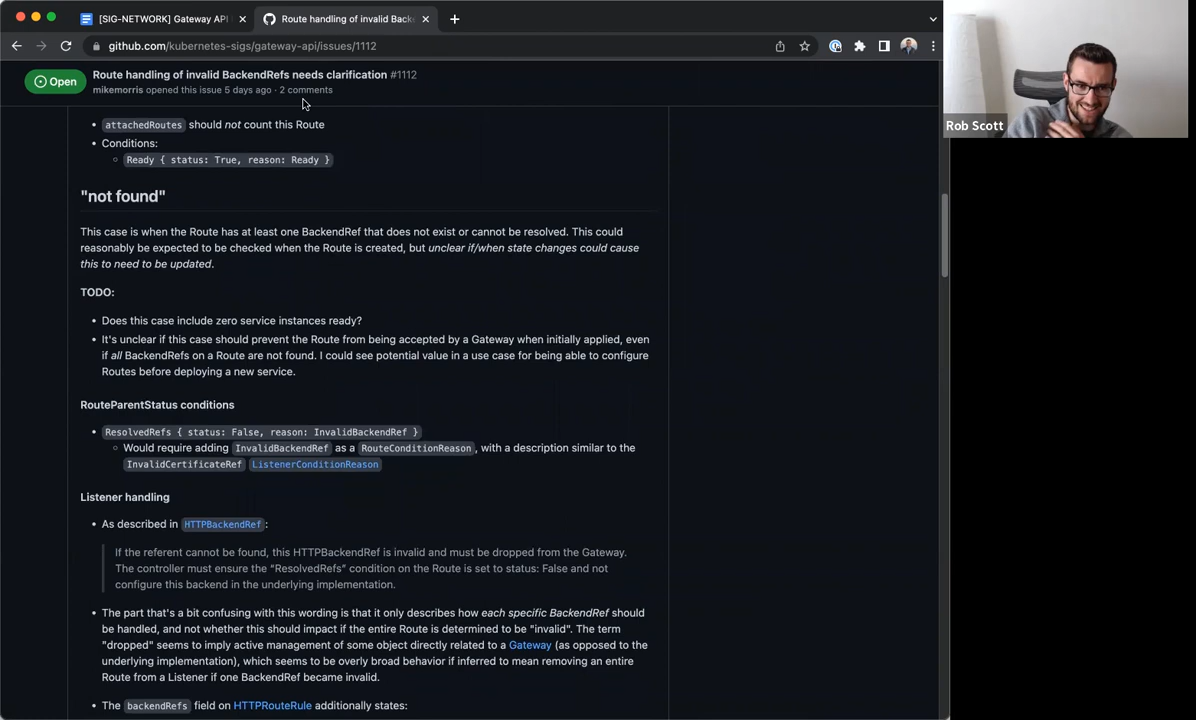 [SIG-NETWORK] Gateway API
Route handling of invalid Backen
github.com/kubernetes-sigs/gateway-api/issues/1112
Open
Route handling of invalid BackendRefs needs clarification #1112
mikemorris opened this issue 5 days ago · 2 comments
attachedRoutes should not count this Route
Conditions:
Ready { status: True, reason: Ready }
"not found"
This case is when the Route has at least one BackendRef that does not exist or cannot be resolved. This could
reasonably be expected to be checked when the Route is created, but unclear if/when state changes could cause
this to need to be updated.
TODO:
Does this case include zero service instances ready?
It's unclear if this case should prevent the Route from being accepted by a Gateway when initially applied, even
if all BackendRefs on a Route are not found. I could see potential value in a use case for being able to configure
Routes before deploying a new service.
RouteParentStatus conditions
ResolvedRefs { status: False, reason: InvalidBackendRef }
Would require adding InvalidBackendRef as a RouteConditionReason, with a description similar to the
InvalidCertificateRef ListenerConditionReason
Listener handling
As described in HTTPBackendRef:
If the referent cannot be found, this HTTPBackendRef is invalid and must be dropped from the Gateway.
The controller must ensure the "ResolvedRefs" condition on the Route is set to status: False and not
configure this backend in the underlying implementation.
The part that's a bit confusing with this wording is that it only describes how each specific BackendRef should
be handled, and not whether this should impact if the entire Route is determined to be "invalid". The term
"dropped" seems to imply active management of some object directly related to a Gateway (as opposed to the
underlying implementation), which seems to be overly broad behavior if inferred to mean removing an entire
Route from a Listener if one BackendRef became invalid.
The backendRefs field on HTTPRouteRule additionally states:
Rob Scott